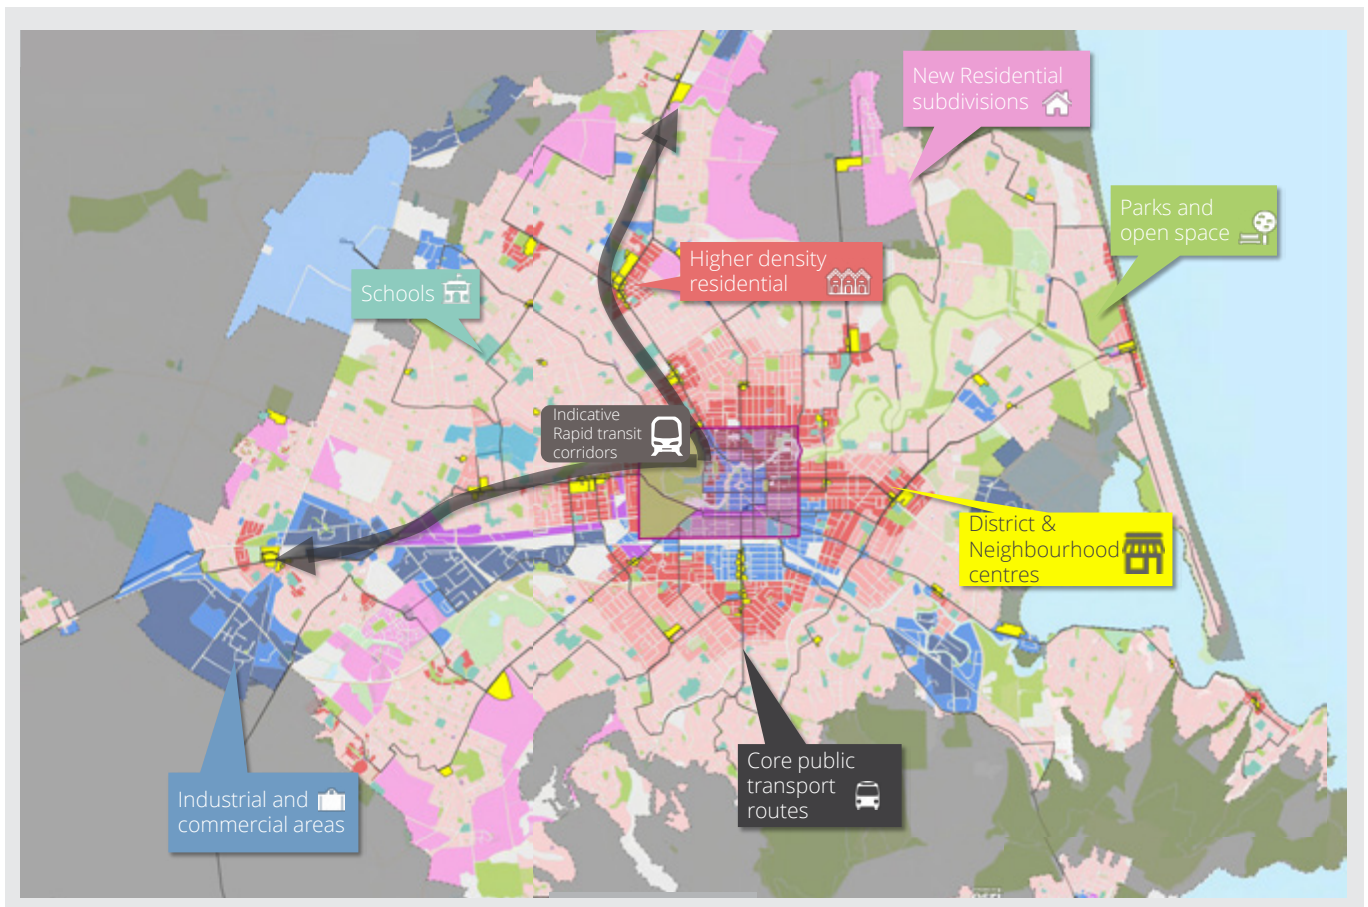 New Residential
subdivisions
Parks and
open space
Higher density
residential
Schools
Indicative
Rapid transit
corridors
District &
Neighbourhood
centres
Core public
transport
routes
Industrial and
commercial areas